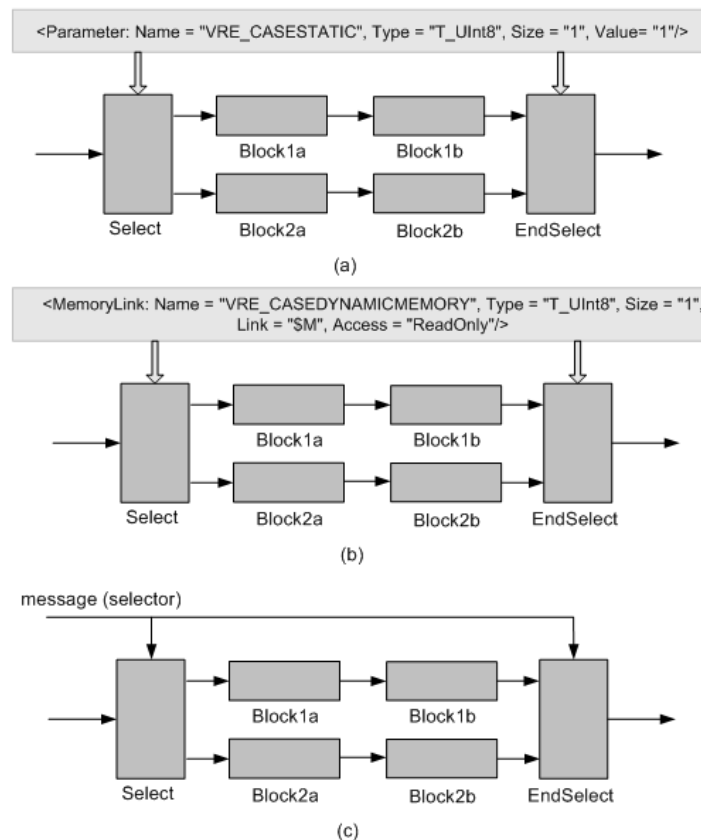 <Parameter: Name = "VRE_CASESTATIC", Type = "T_UInt8", Size = "1", Value= "1"/>
Block1a
Block1b
Select
Block2a
Block2b
EndSelect
(a)
<MemoryLink: Name = "VRE_CASEDYNAMICMEMORY", Type = "T_UInt8", Size = "1",
Link = "$M", Access = "ReadOnly"/>
Block1a
Block1b
Select
Block2a
Block2b
EndSelect
(b)
message (selector)
Block1a
Block1b
Select
Block2a
Block2b
EndSelect
(c)